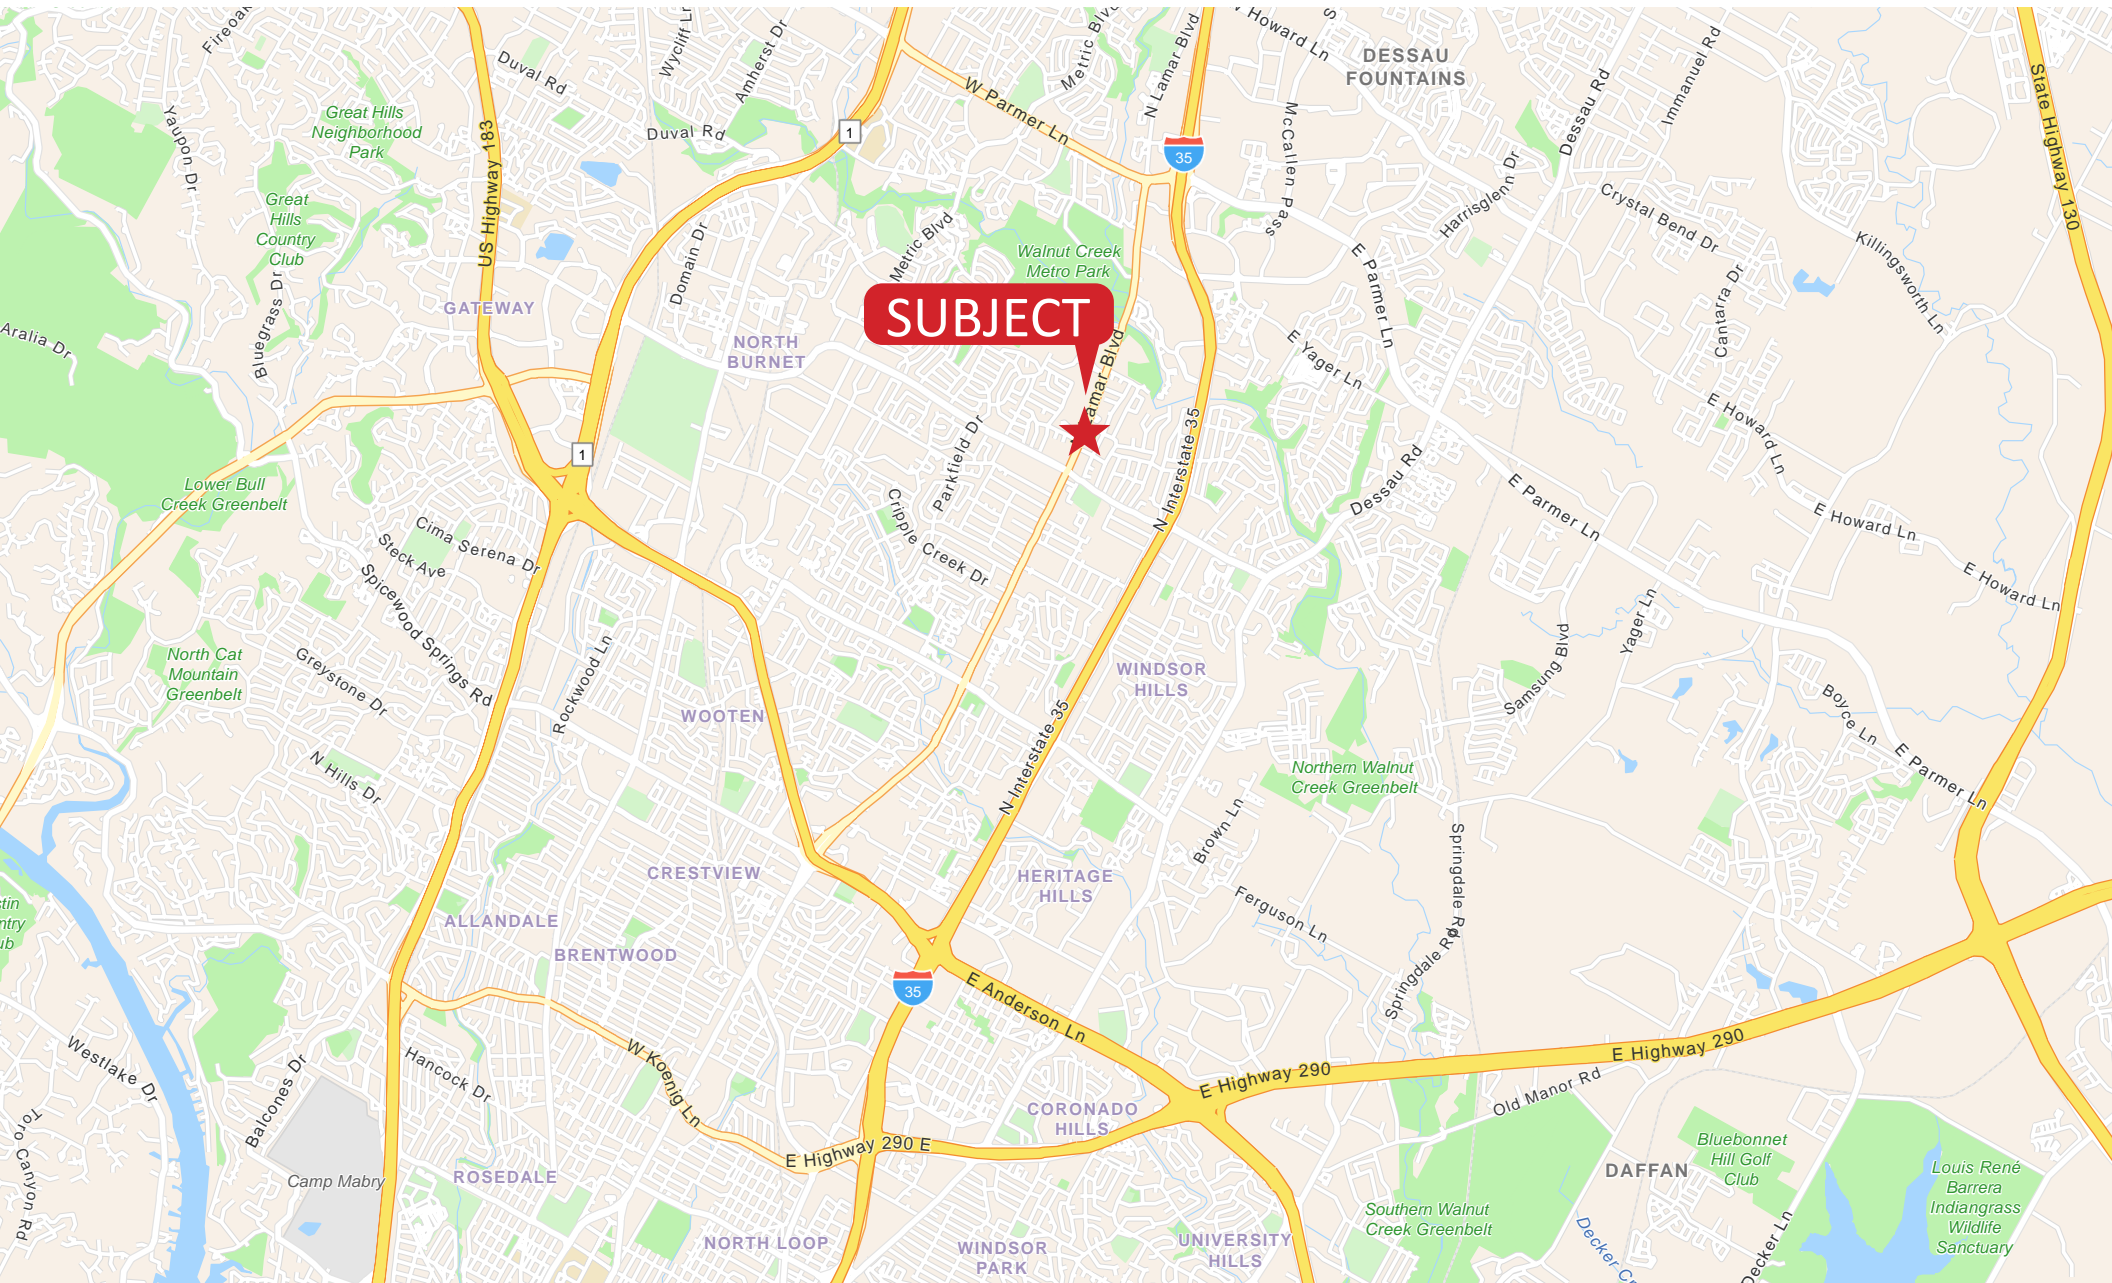 Fireoak
Duval Rd
Wycliff Ln
Amherst Dr
Metric Blvd
N Lamar Blvd
W Howard Ln
DESSAU
FOUNTAINS
Immanuel Rd
State Highway 130
Great Hills
Neighborhood
Park
Yaupon Dr
US Highway 183
Duval Rd
1
W Parmer Ln
35
McCallen Pass
Dessau Rd
Harrisglenn Dr
Crystal Bend Dr
Killingsworth Ln
Great
Hills
Country
Club
Domain Dr
Metric Blvd
Walnut Creek
Metro Park
E Parmer Ln
Cantarra Dr
Aralia Dr
Bluegrass Dr
GATEWAY
NORTH
BURNET
SUBJECT
Lamar Blvd
E Yager Ln
E Howard Ln
1
Parkfield Dr
N Interstate 35
Dessau Rd
E Parmer Ln
E Howard Ln
Lower Bull
Creek Greenbelt
Cima Serena Dr
Steck Ave
Cripple Creek Dr
E Howard Ln
Spicewood Springs Rd
Yager Ln
North Cat
Mountain
Greenbelt
Greystone Dr
Rockwood Ln
WINDSOR
HILLS
Samsung Blvd
Boyce Ln
WOOTEN
N Interstate 35
E Parmer Ln
N Hills Dr
Northern Walnut
Creek Greenbelt
Brown Ln
Springdale Rd
CRESTVIEW
HERITAGE
HILLS
Ferguson Ln
stin
ntry
ub
ALLANDALE
BRENTWOOD
Springdale Rd
35
E Anderson Ln
Westlake Dr
Balcones Dr
Hancock Dr
W Koenig Ln
E Highway 290
E Highway 290
Old Manor Rd
Toro Canyon Rd
CORONADO
HILLS
E Highway 290 E
Camp Mabry
ROSEDALE
Bluebonnet
Hill Golf
Club
DAFFAN
Louis René
Barrera
Indiangrass
Wildlife
Sanctuary
Southern Walnut
Creek Greenbelt
NORTH LOOP
WINDSOR
PARK
UNIVERSITY
HILLS
Decker Cr
Decker Ln